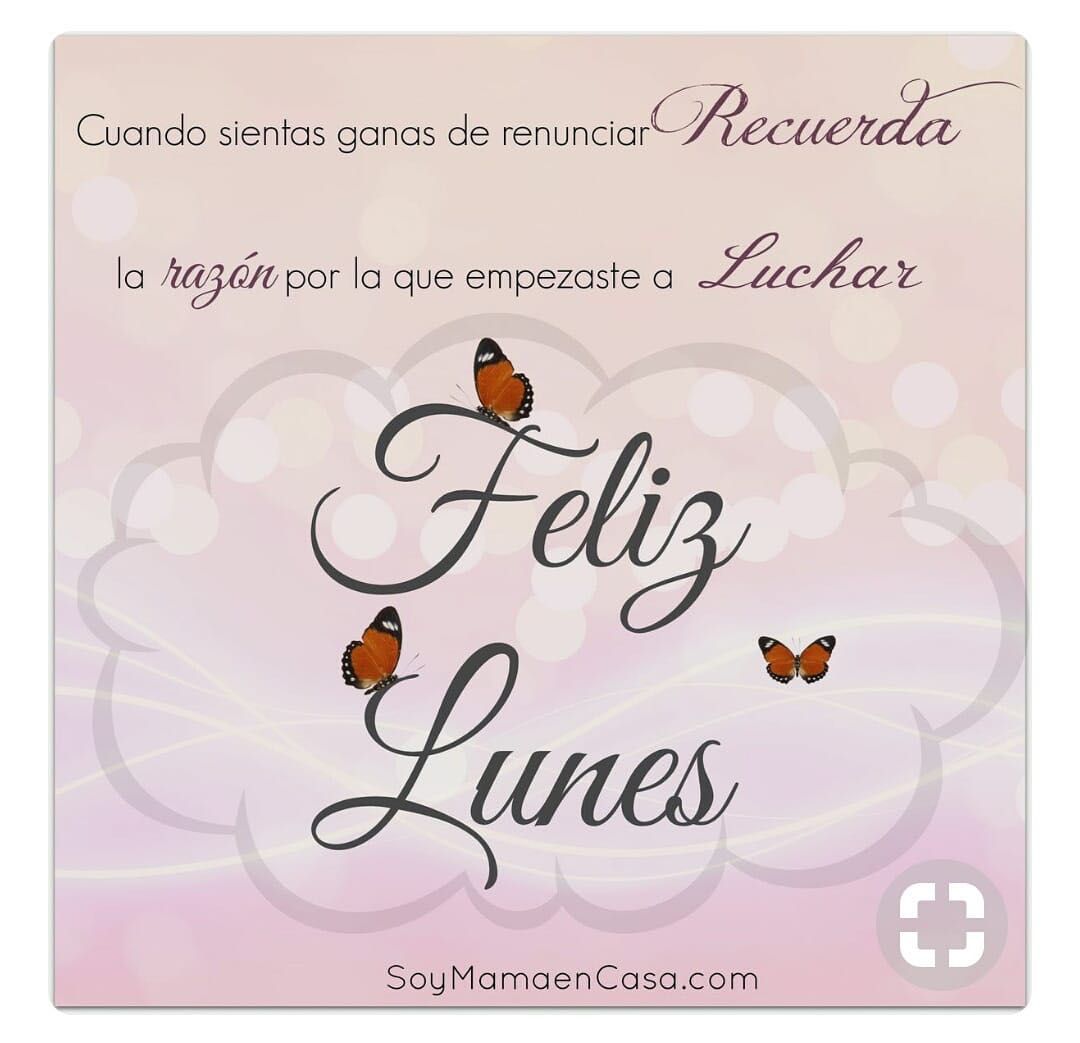 Cuando sientas ganas de renunciar Recuerda
la razón por la que empezaste a Luchar
Feliz
Lunes
SoyMamaenCasa.com